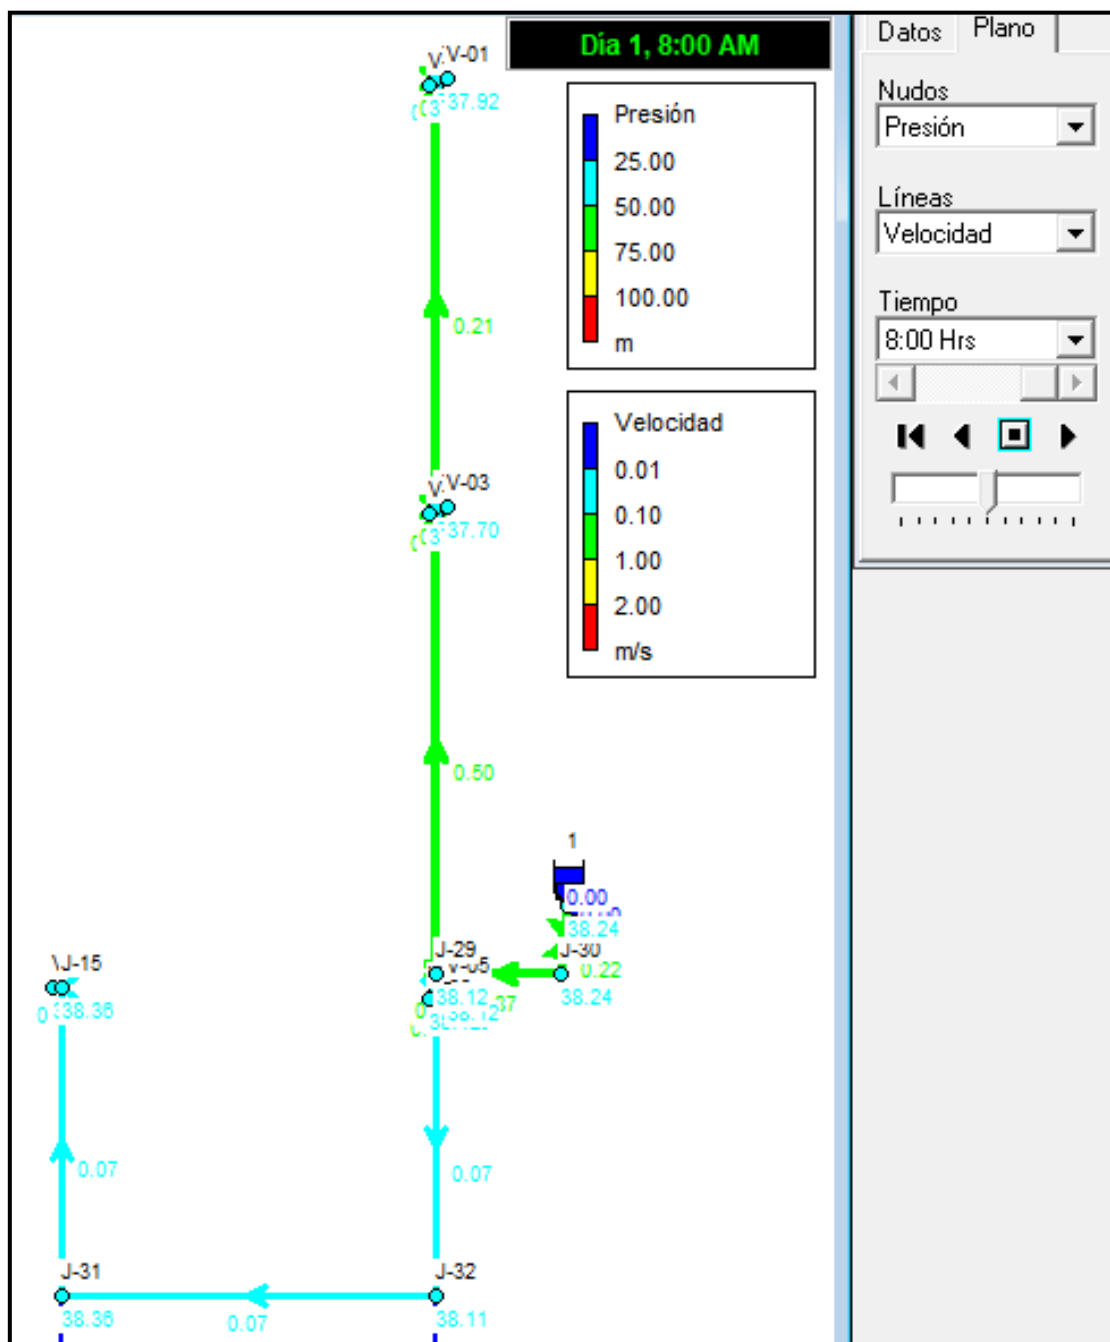 V-01
37.92
Día 1, 8:00 AM
Presión
25.00
50.00
75.00
100.00
m
Velocidad
0.01
0.10
1.00
2.00
m/s
Datos
Plano
Nudos
Presión
Líneas
Velocidad
Tiempo
8:00 Hrs
0.21
V-03
37.70
0.50
1
0.00
38.24
J-29
J-30
V-05
0.22
38.12
38.24
J-15
38.36
0.07
0.07
J-31
J-32
38.36
0.07
38.11